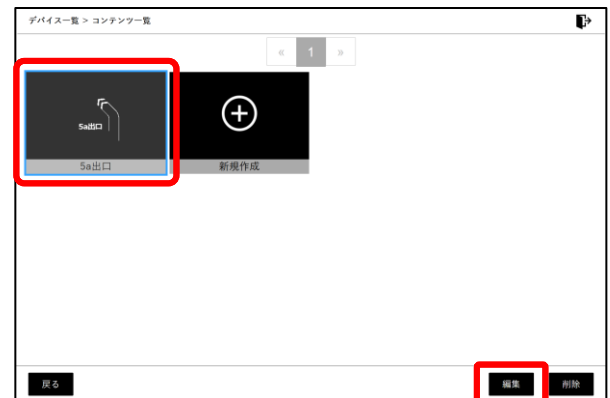 デバイス一覧 > コンテンツ一覧
« 1 »
5a出口
5a出口 新規作成
戻る 編集 削除